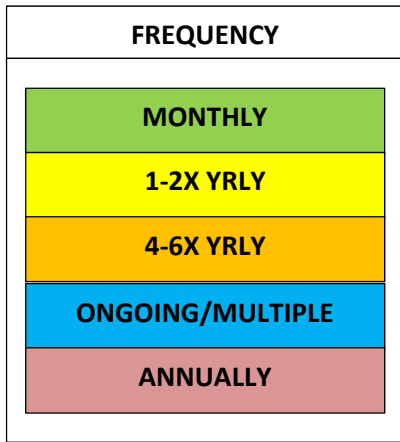 FREQUENCY
MONTHLY
1-2X YRLY
4-6X YRLY
ONGOING/MULTIPLE
ANNUALLY